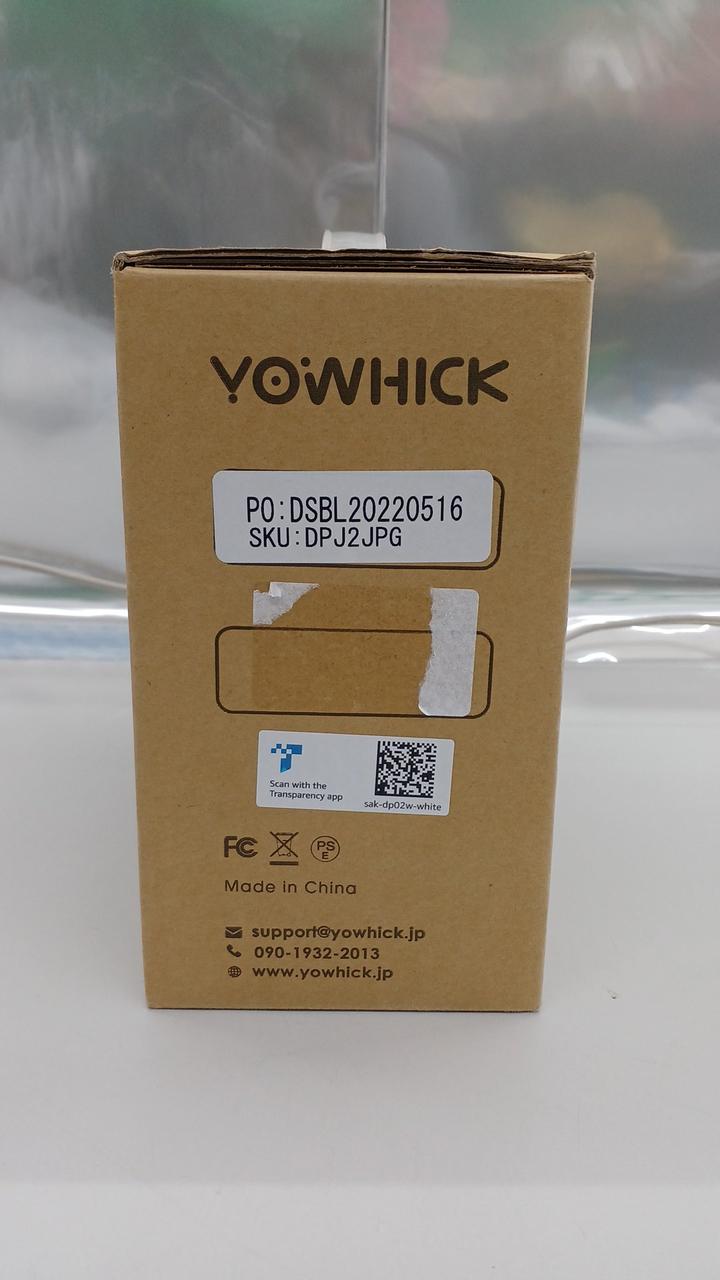 YOWHICK
PO:DSBL20220516
SKU:DPJ2JPG
Scan with the
Transparency app
sak-dp02w-white
FC
PS
E
Made in China
support@yowhick.jp
090-1932-2013
www.yowhick.jp